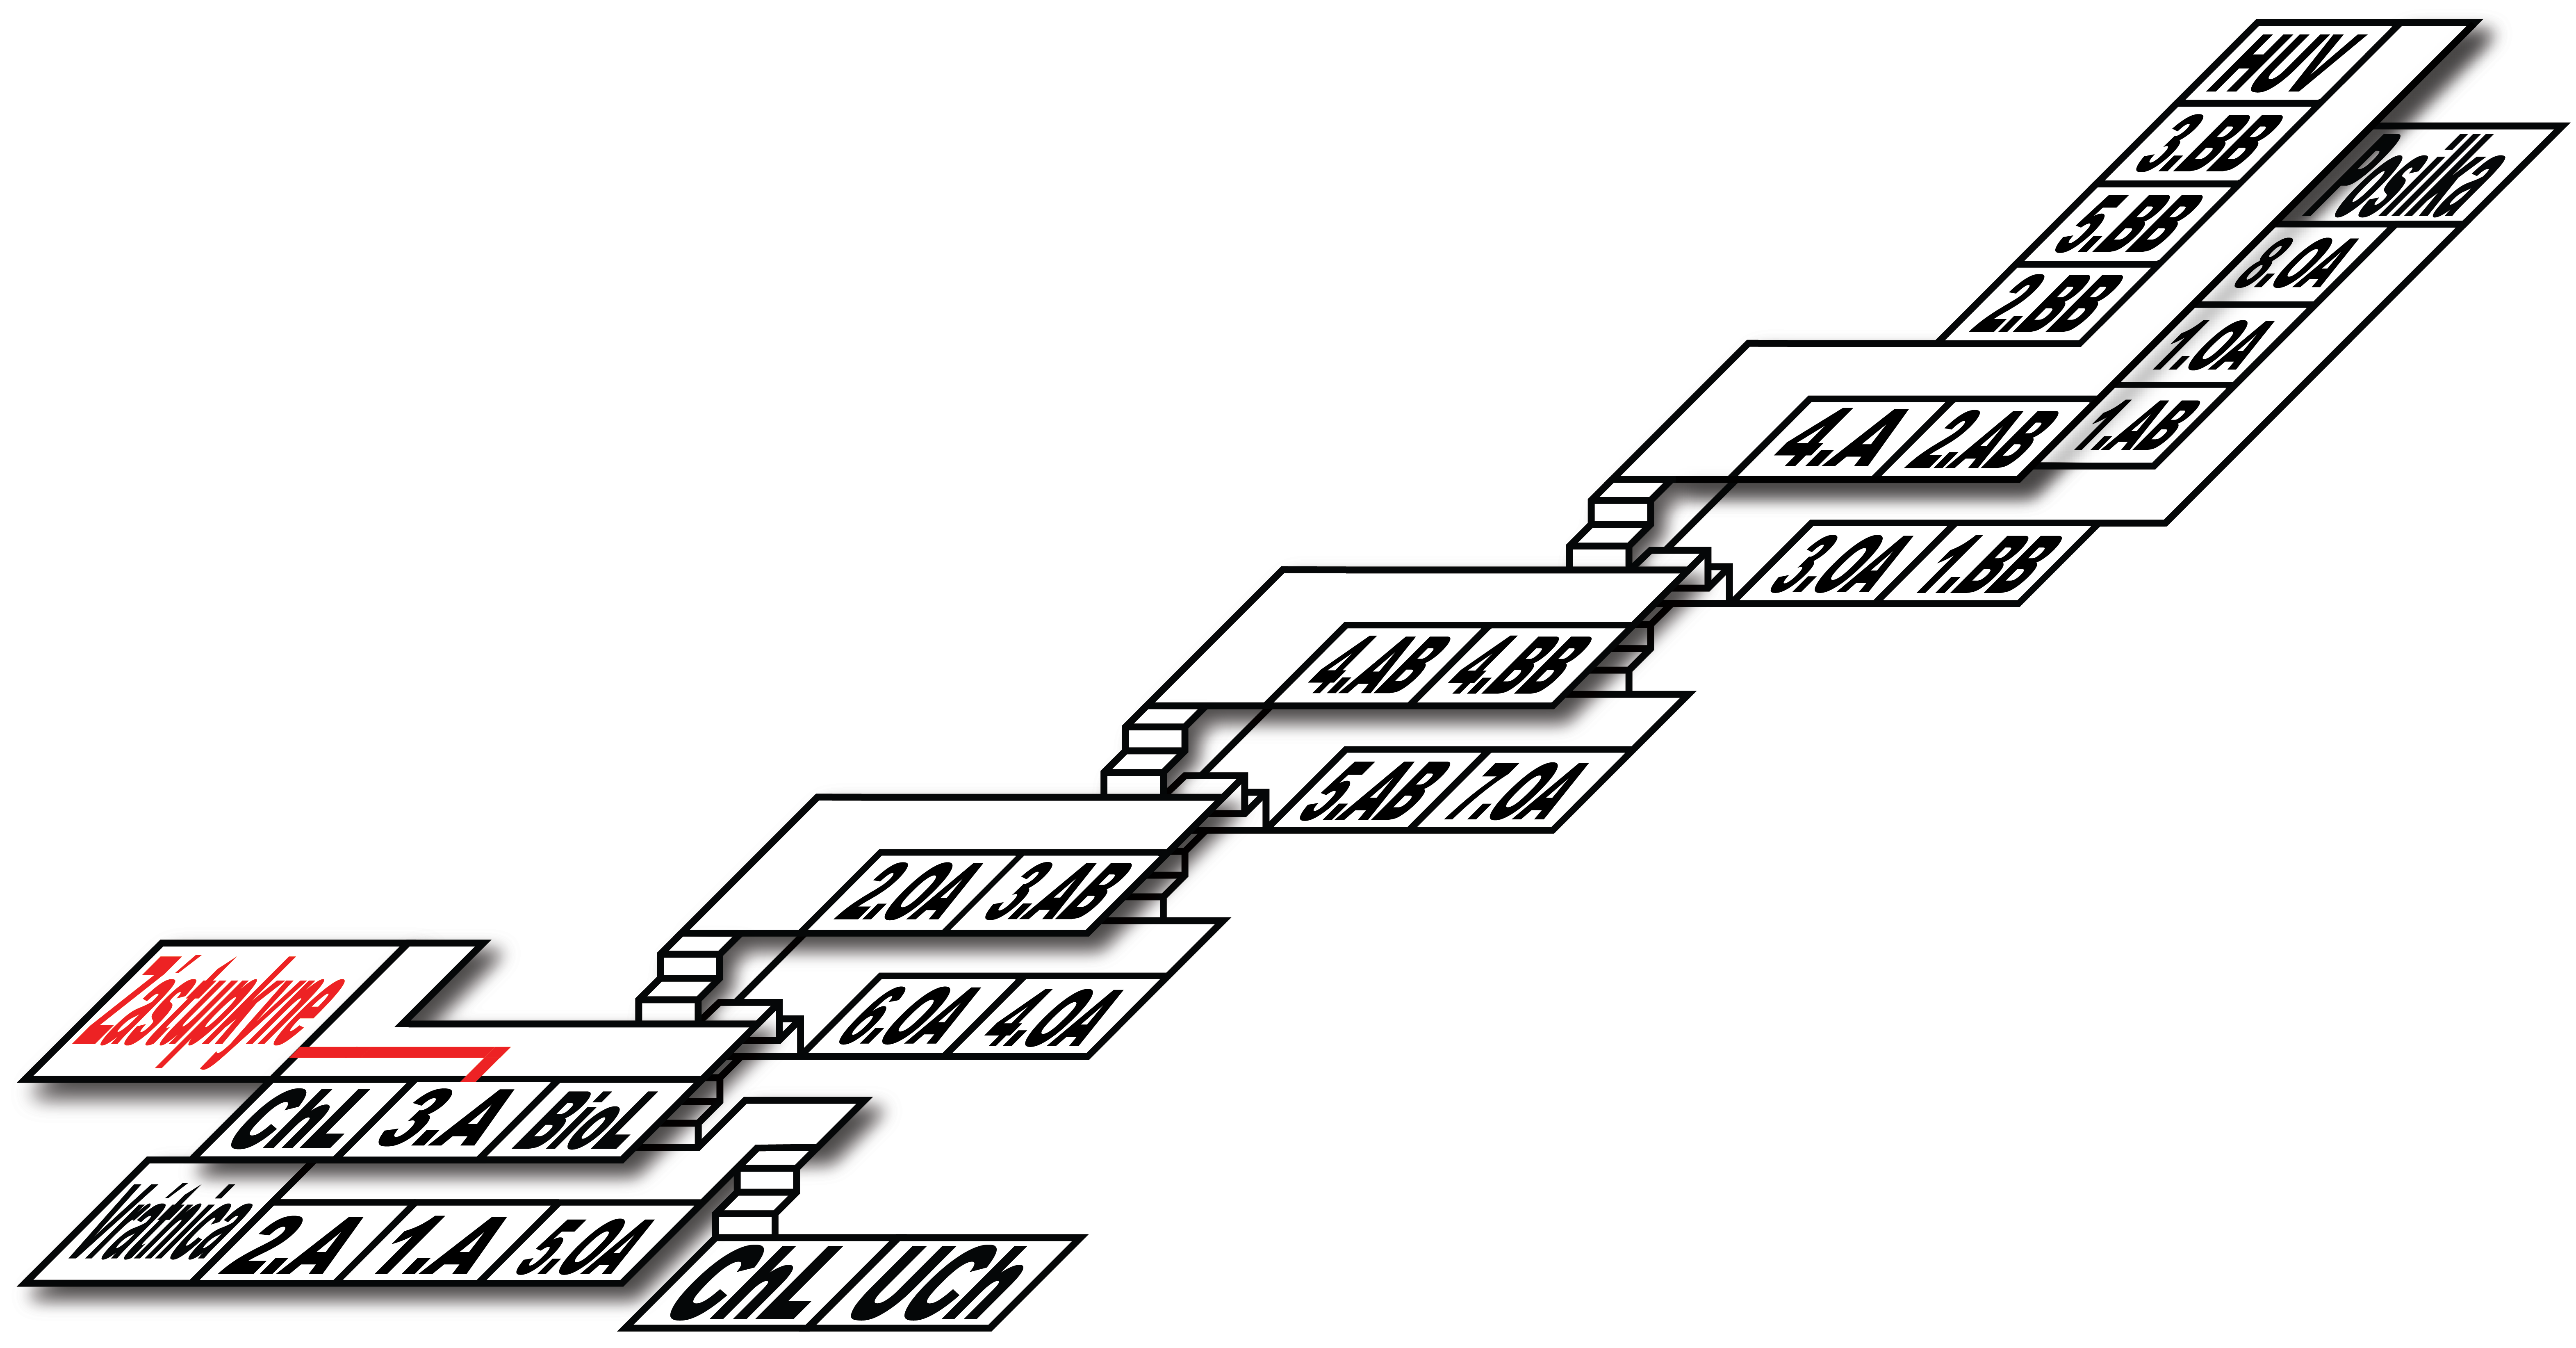 HUV
3.BB
Posilka
5.BB
8.OA
2.BB
1.OA
4.A 2.AB 1.AB
3.OA 1.BB
4.AB 4.BB
5.AB 7.OA
2.OA 3.AB
6.OA 4.OA
Zástupkyne
ChL 3.A BioL
Vrátnica 2.A 1.A 5.OA
ChL UCh